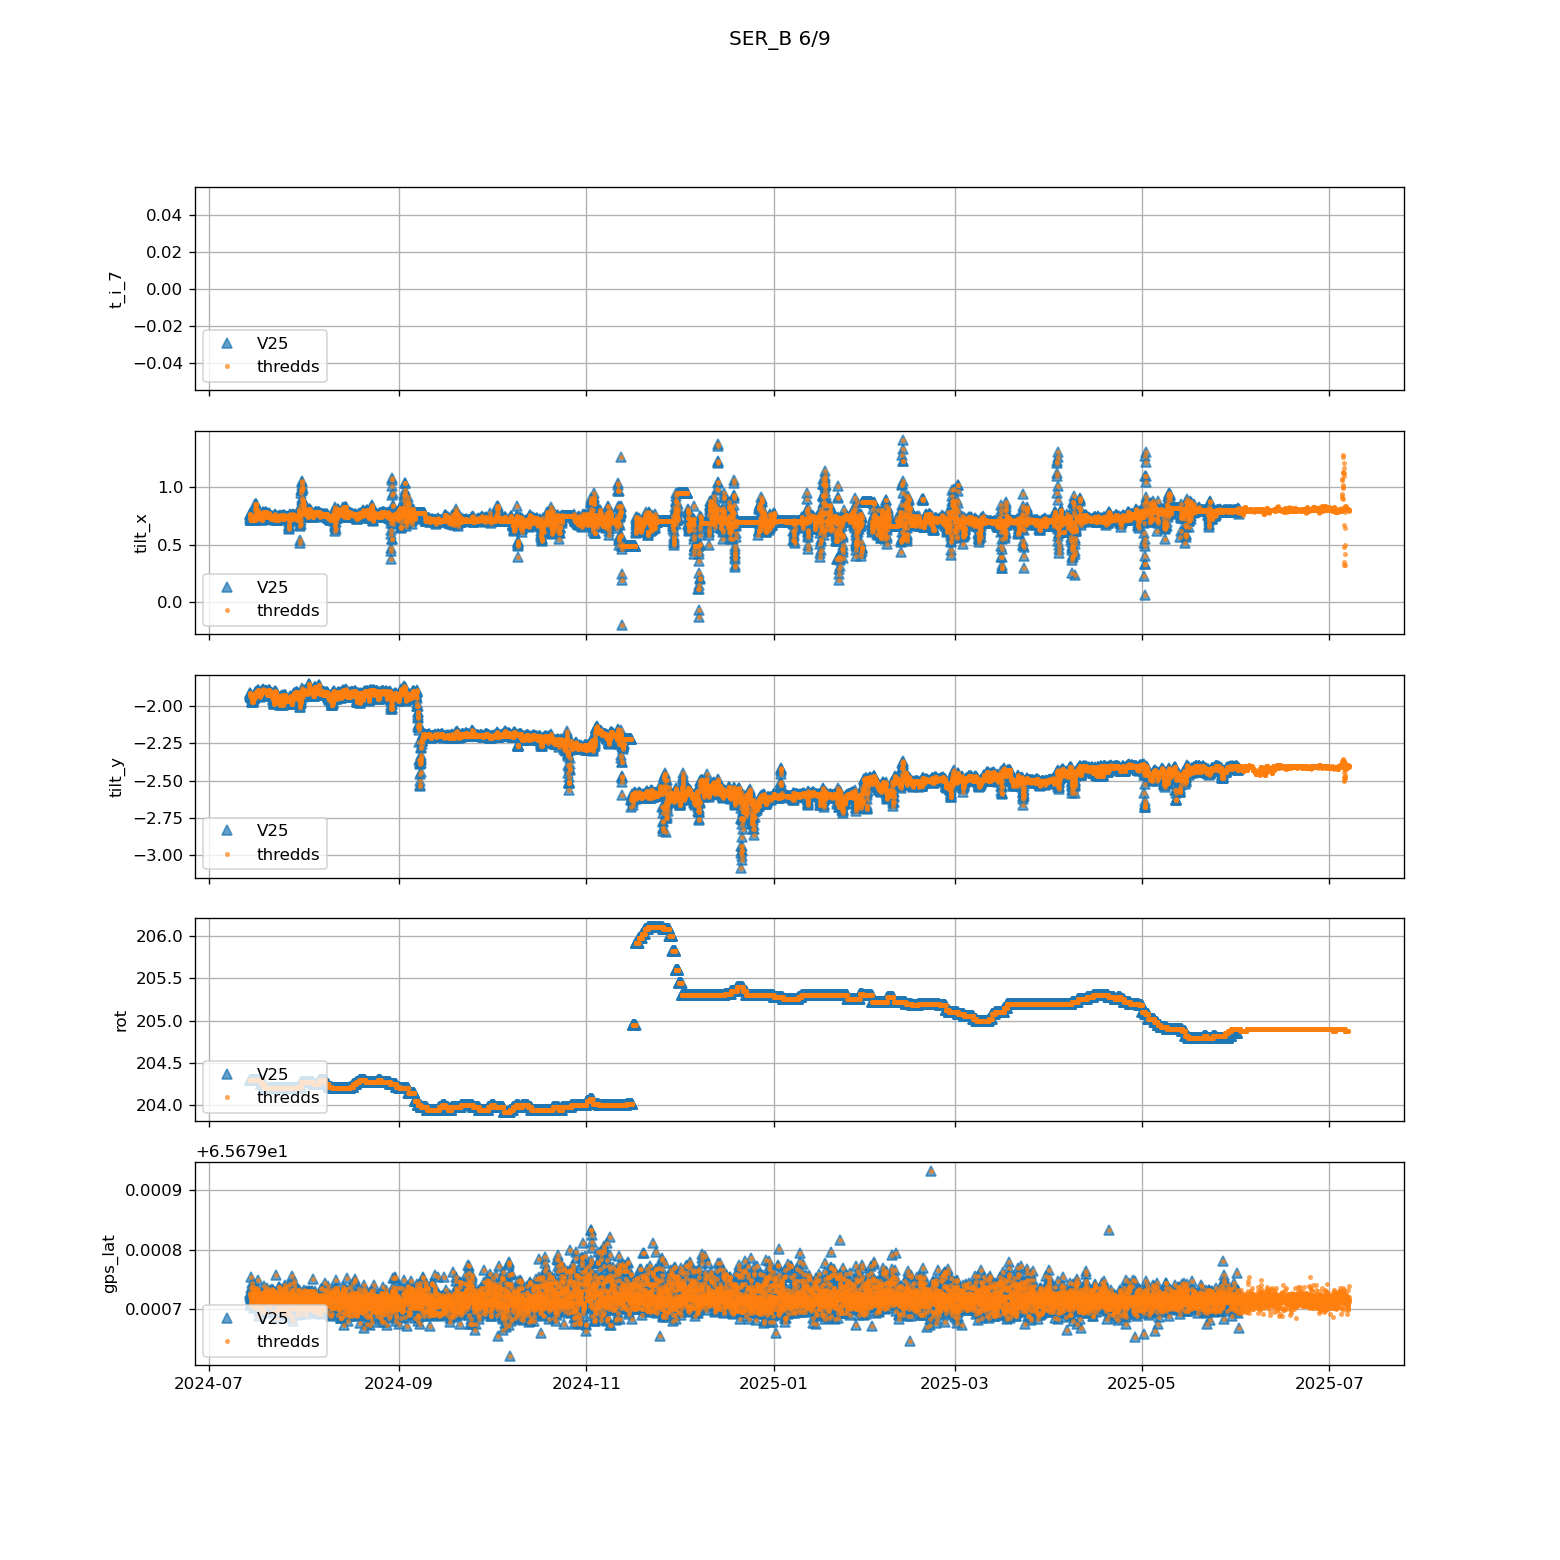 SER_B 6/9
t_i_7
0.04
0.02
0.00
−0.02
−0.04
V25
thredds
tilt_x
1.0
0.5
0.0
V25
thredds
tilt_y
−2.00
−2.25
−2.50
−2.75
−3.00
V25
thredds
rot
206.0
205.5
205.0
204.5
204.0
V25
thredds
+6.5679e1
gps_lat
0.0009
0.0008
0.0007
V25
thredds
2024-07 2024-09 2024-11 2025-01 2025-03 2025-05 2025-07